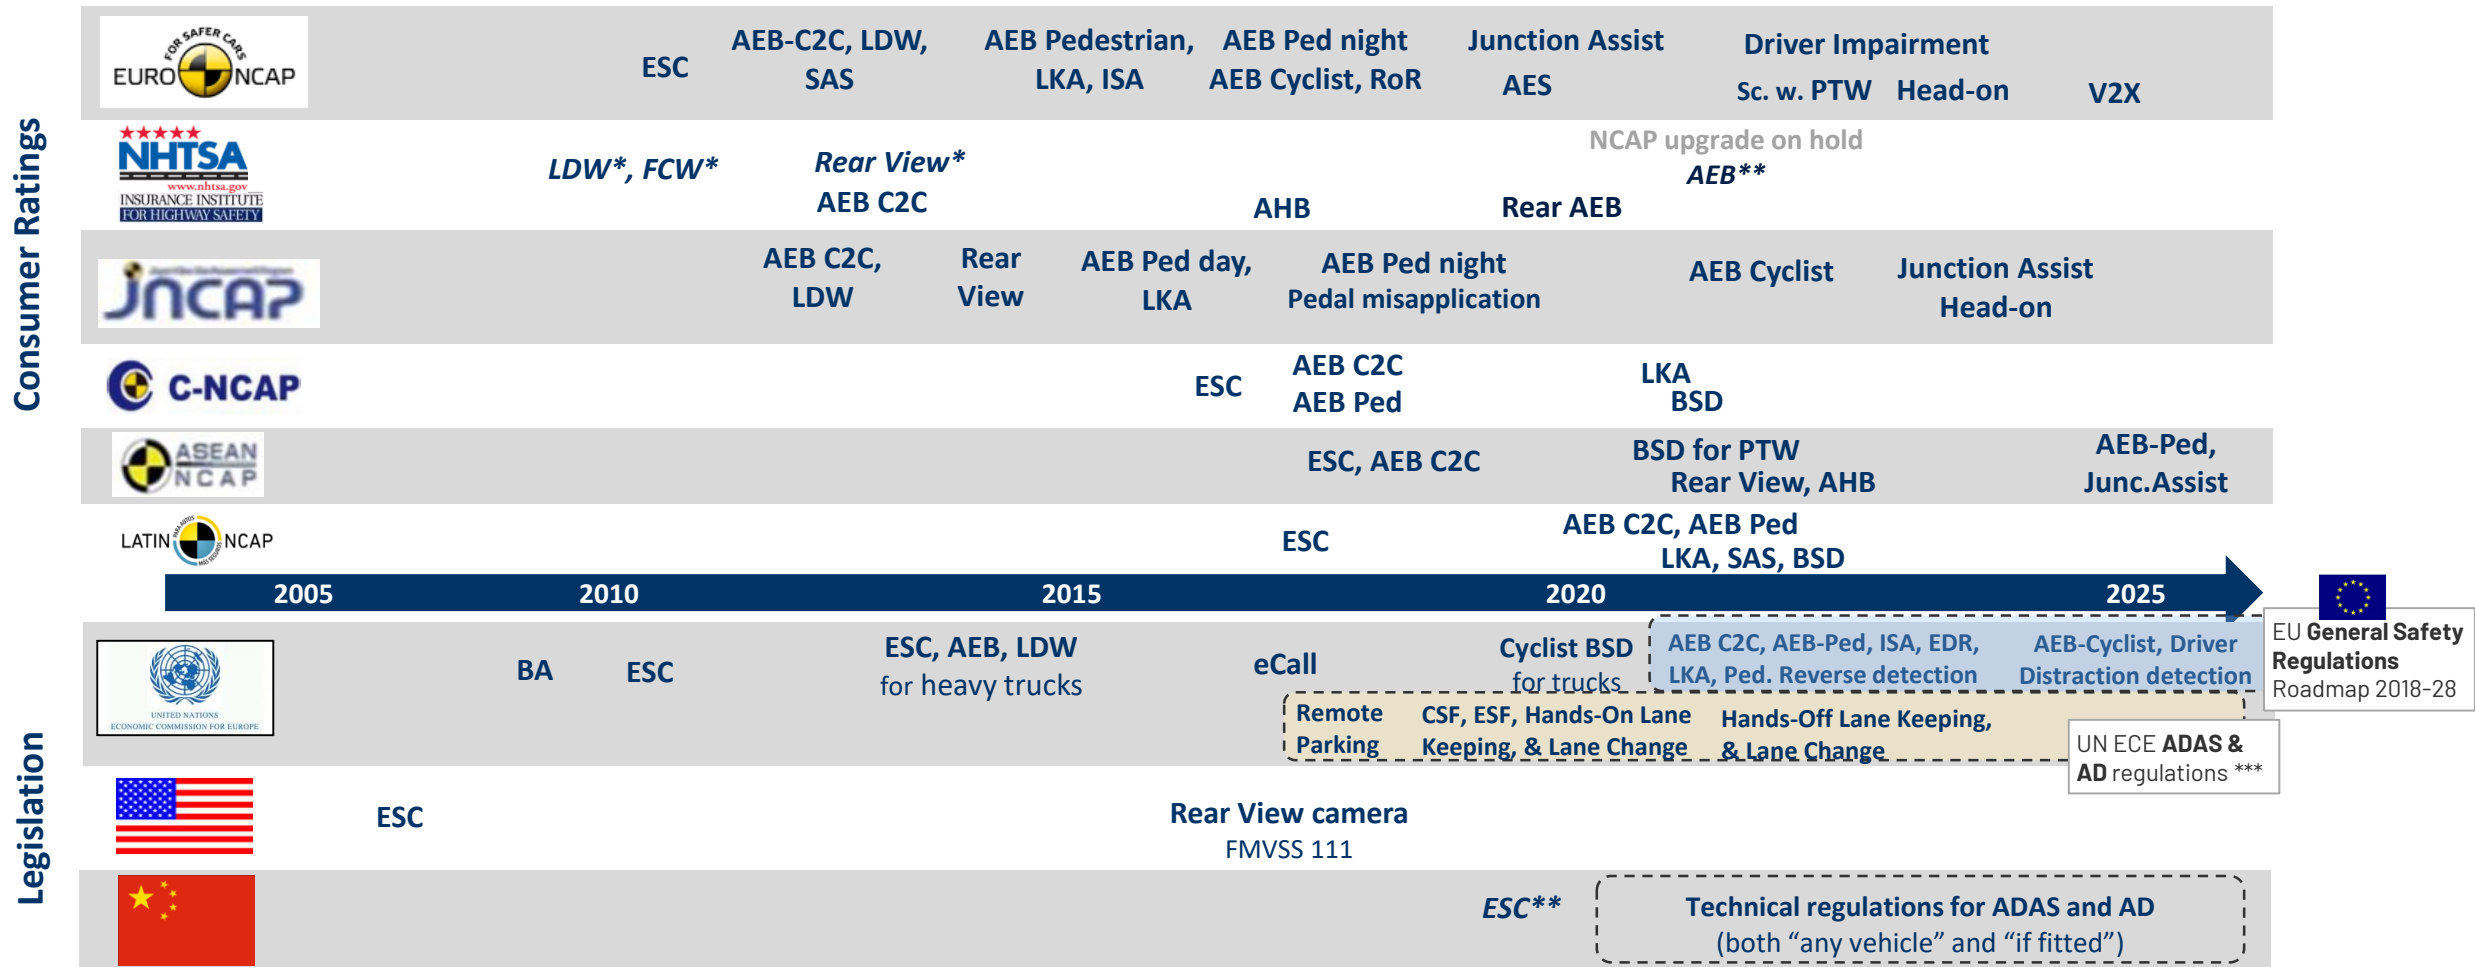 Consumer Ratings
FOR SAFER CARS
EURO NCAP
ESC
AEB-C2C, LDW,
SAS
AEB Pedestrian,
LKA, ISA
AEB Ped night
AEB Cyclist, RoR
Junction Assist
AES
Driver Impairment
Sc. w. PTW
Head-on
V2X
NHTSA
www.nhtsa.gov
INSURANCE INSTITUTE
FOR HIGHWAY SAFETY
LDW*, FCW*
Rear View*
AEB C2C
AHB
Rear AEB
NCAP upgrade on hold
AEB**
JNCAP
AEB C2C,
LDW
Rear
View
AEB Ped day,
LKA
AEB Ped night
Pedal misapplication
AEB Cyclist
Junction Assist
Head-on
C-NCAP
ESC
AEB C2C
AEB Ped
LKA
BSD
ASEAN
NCAP
ESC, AEB C2C
BSD for PTW
Rear View, AHB
AEB-Ped,
Junc.Assist
LATIN NCAP
PARA AUTOS
MÁS SEGUROS
ESC
AEB C2C, AEB Ped
LKA, SAS, BSD
2005 2010 2015 2020 2025
Legislation
UNITED NATIONS
ECONOMIC COMMISSION FOR EUROPE
BA
ESC
ESC, AEB, LDW
for heavy trucks
eCall
Cyclist BSD
for trucks
AEB C2C, AEB-Ped, ISA, EDR,
LKA, Ped. Reverse detection
AEB-Cyclist, Driver
Distraction detection
EU General Safety
Regulations
Roadmap 2018-28
Remote
Parking
CSF, ESF, Hands-On Lane
Keeping, & Lane Change
Hands-Off Lane Keeping,
& Lane Change
UN ECE ADAS &
AD regulations ***
ESC
Rear View camera
FMVSS 111
ESC**
Technical regulations for ADAS and AD
(both “any vehicle” and “if fitted”)